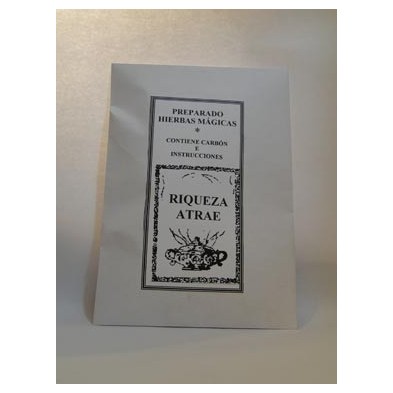 PREPARADO
HIERBAS MÁGICAS
CONTIENE CARBÓN
E
INSTRUCCIONES
RIQUEZA
ATRAE